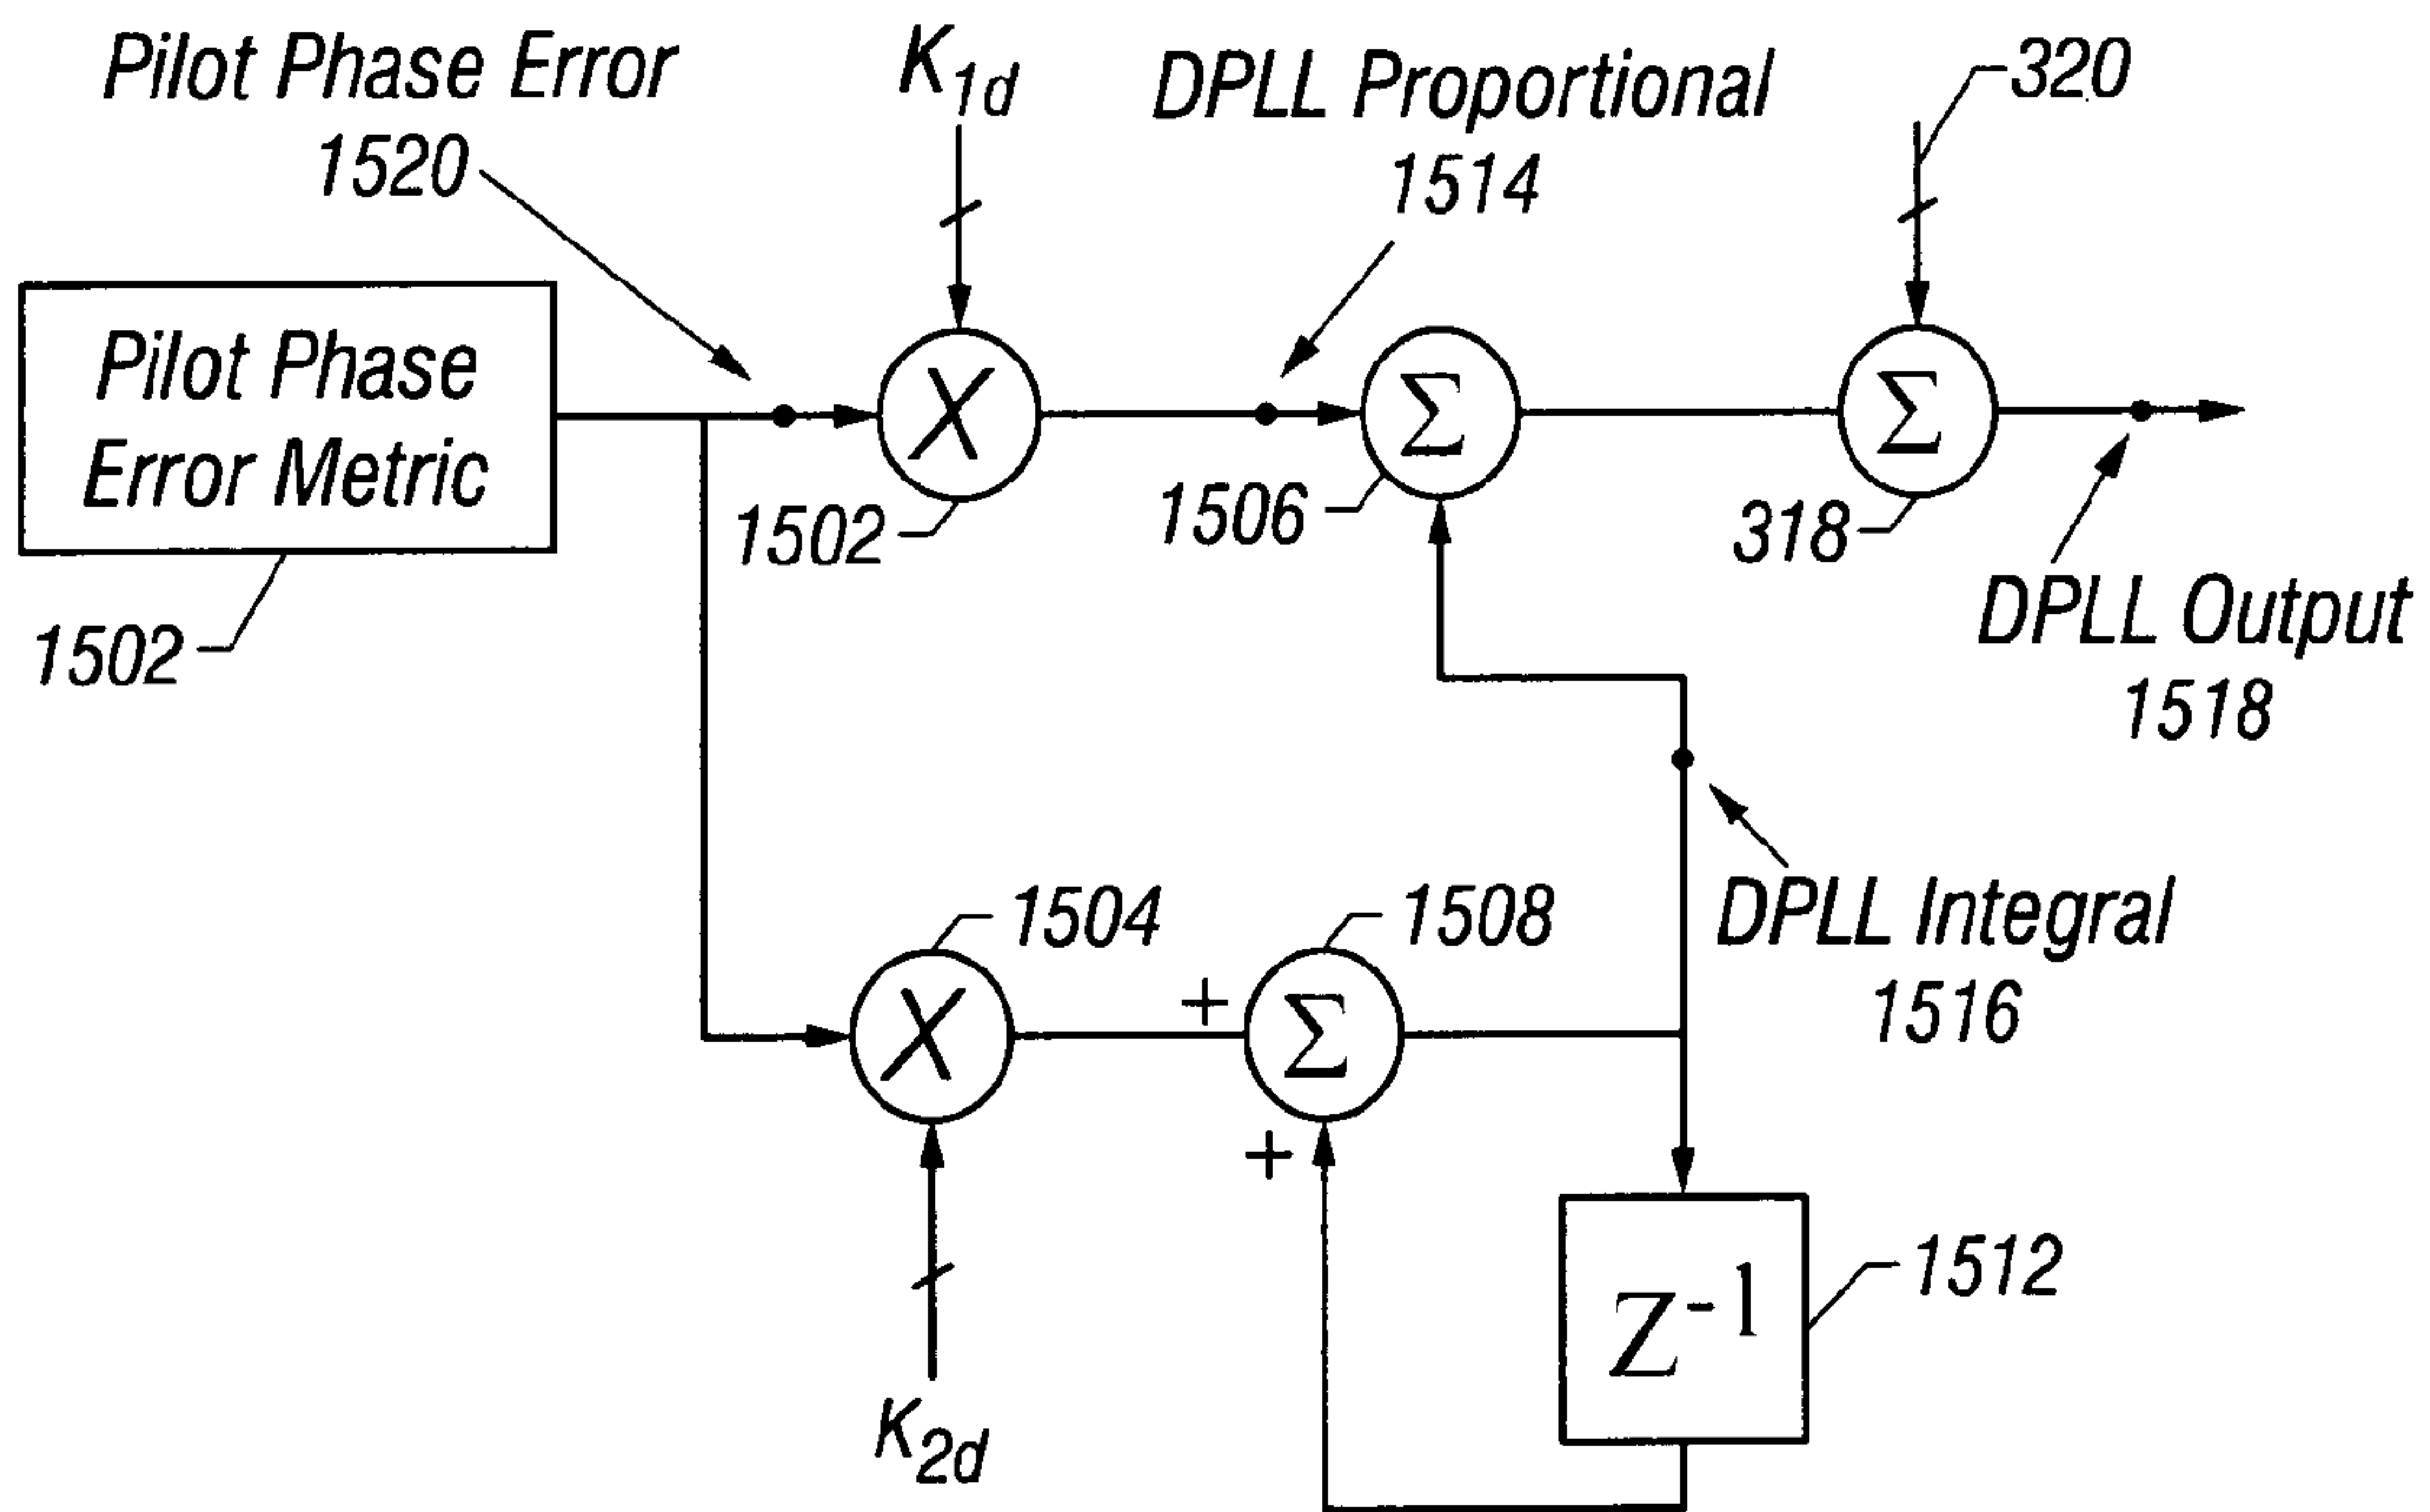 Pilot Phase Error
1520
K1d
DPLL Proportional
1514
320
Pilot Phase
Error Metric
1502
X
1502
Σ
1506
Σ
318
DPLL Output
1518
DPLL Integral
1516
X
1504
+
Σ
1508
+
K2d
Z-1
1512